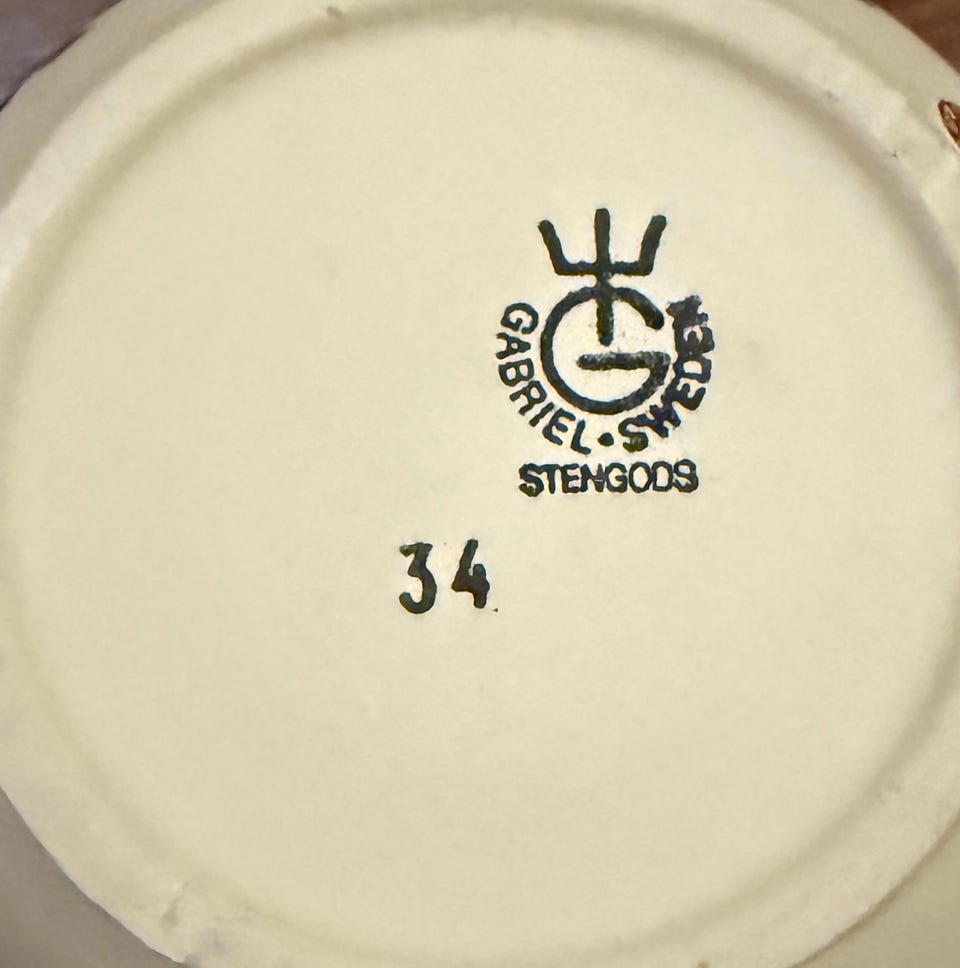 G
GABRIEL • SWEDEN
STENGODS
34